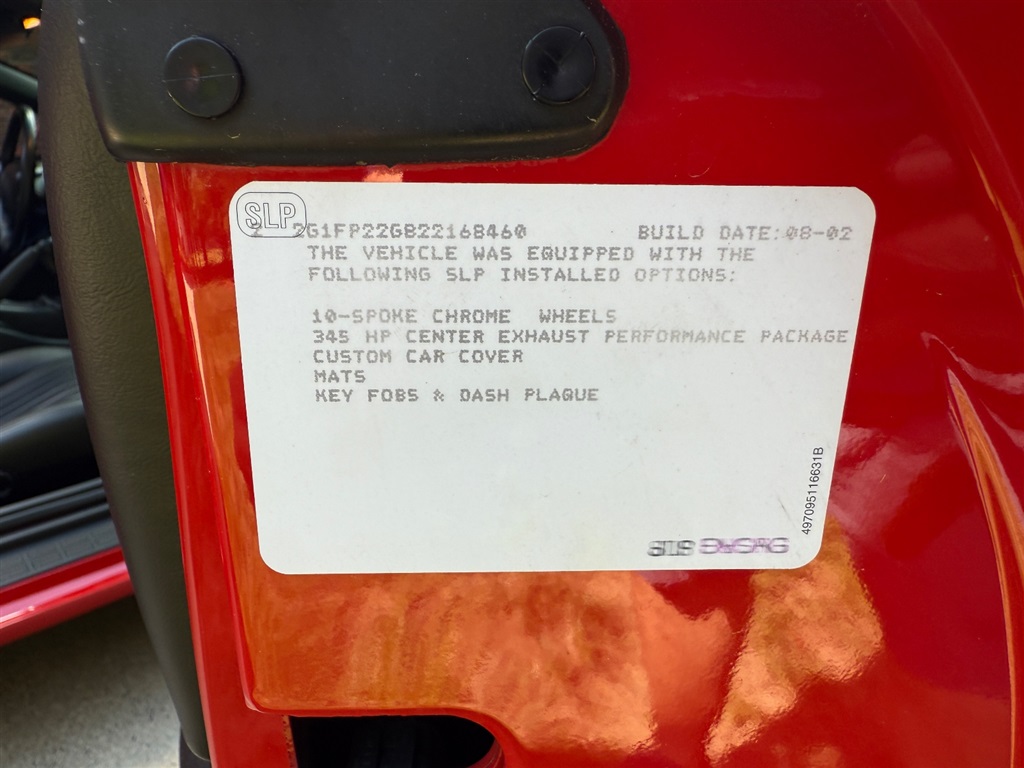 SLP
2 2G1FP22GB22168460 BUILD DATE:08-02
THE VEHICLE WAS EQUIPPED WITH THE
FOLLOWING SLP INSTALLED OPTIONS:
10-SPOKE CHROME WHEELS
345 HP CENTER EXHAUST PERFORMANCE PACKAGE
CUSTOM CAR COVER
MATS
KEY FOBS & DASH PLAQUE
497095116631B